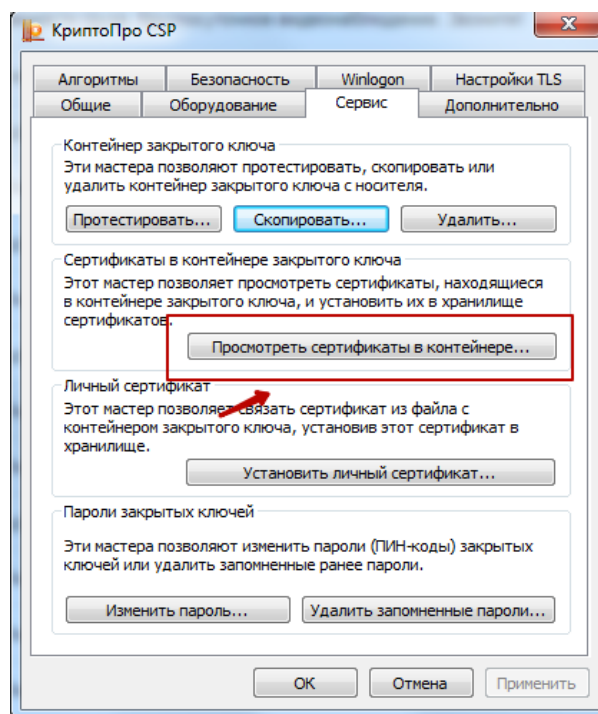 КриптоПро CSP
Алгоритмы Безопасность Winlogon Настройки TLS
Общие Оборудование Сервис Дополнительно
Контейнер закрытого ключа
Эти мастера позволяют протестировать, скопировать или
удалить контейнер закрытого ключа с носителя.
Протестировать... Скопировать... Удалить...
Сертификаты в контейнере закрытого ключа
Этот мастер позволяет просмотреть сертификаты, находящиеся
в контейнере закрытого ключа, и установить их в хранилище
сертификатов.
Просмотреть сертификаты в контейнере...
Личный сертификат
Этот мастер позволяет связать сертификат из файла с
контейнером закрытого ключа, установив этот сертификат в
хранилище.
Установить личный сертификат...
Пароли закрытых ключей
Эти мастера позволяют изменить пароли (ПИН-коды) закрытых
ключей или удалить запомненные ранее пароли.
Изменить пароль... Удалить запомненные пароли...
ОК Отмена Применить